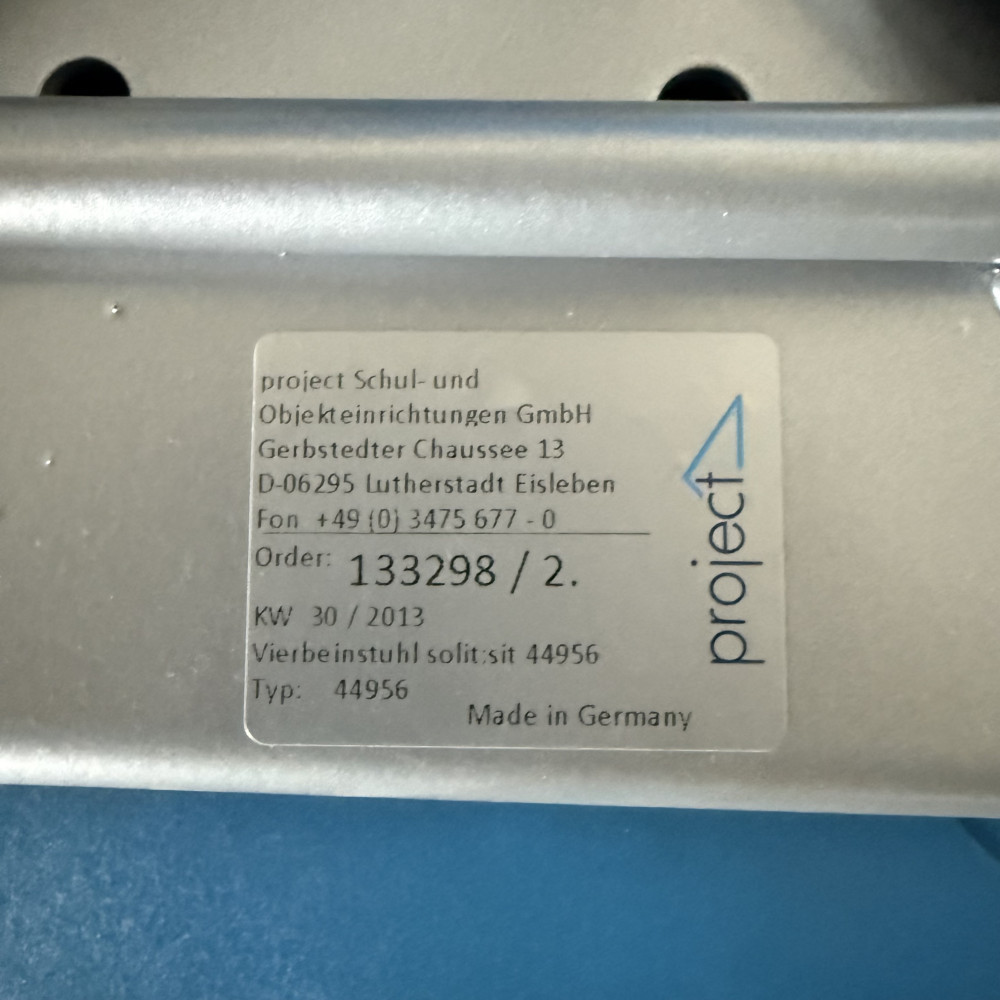 project Schul- und
Objekteinrichtungen GmbH
Gerbstedter Chaussee 13
D-06295 Lutherstadt Eisleben
Fon +49 (0) 3475 677 - 0
Order: 133298 / 2.
KW 30 / 2013
Vierbeinstuhl solit:sit 44956
Typ: 44956
Made in Germany
project